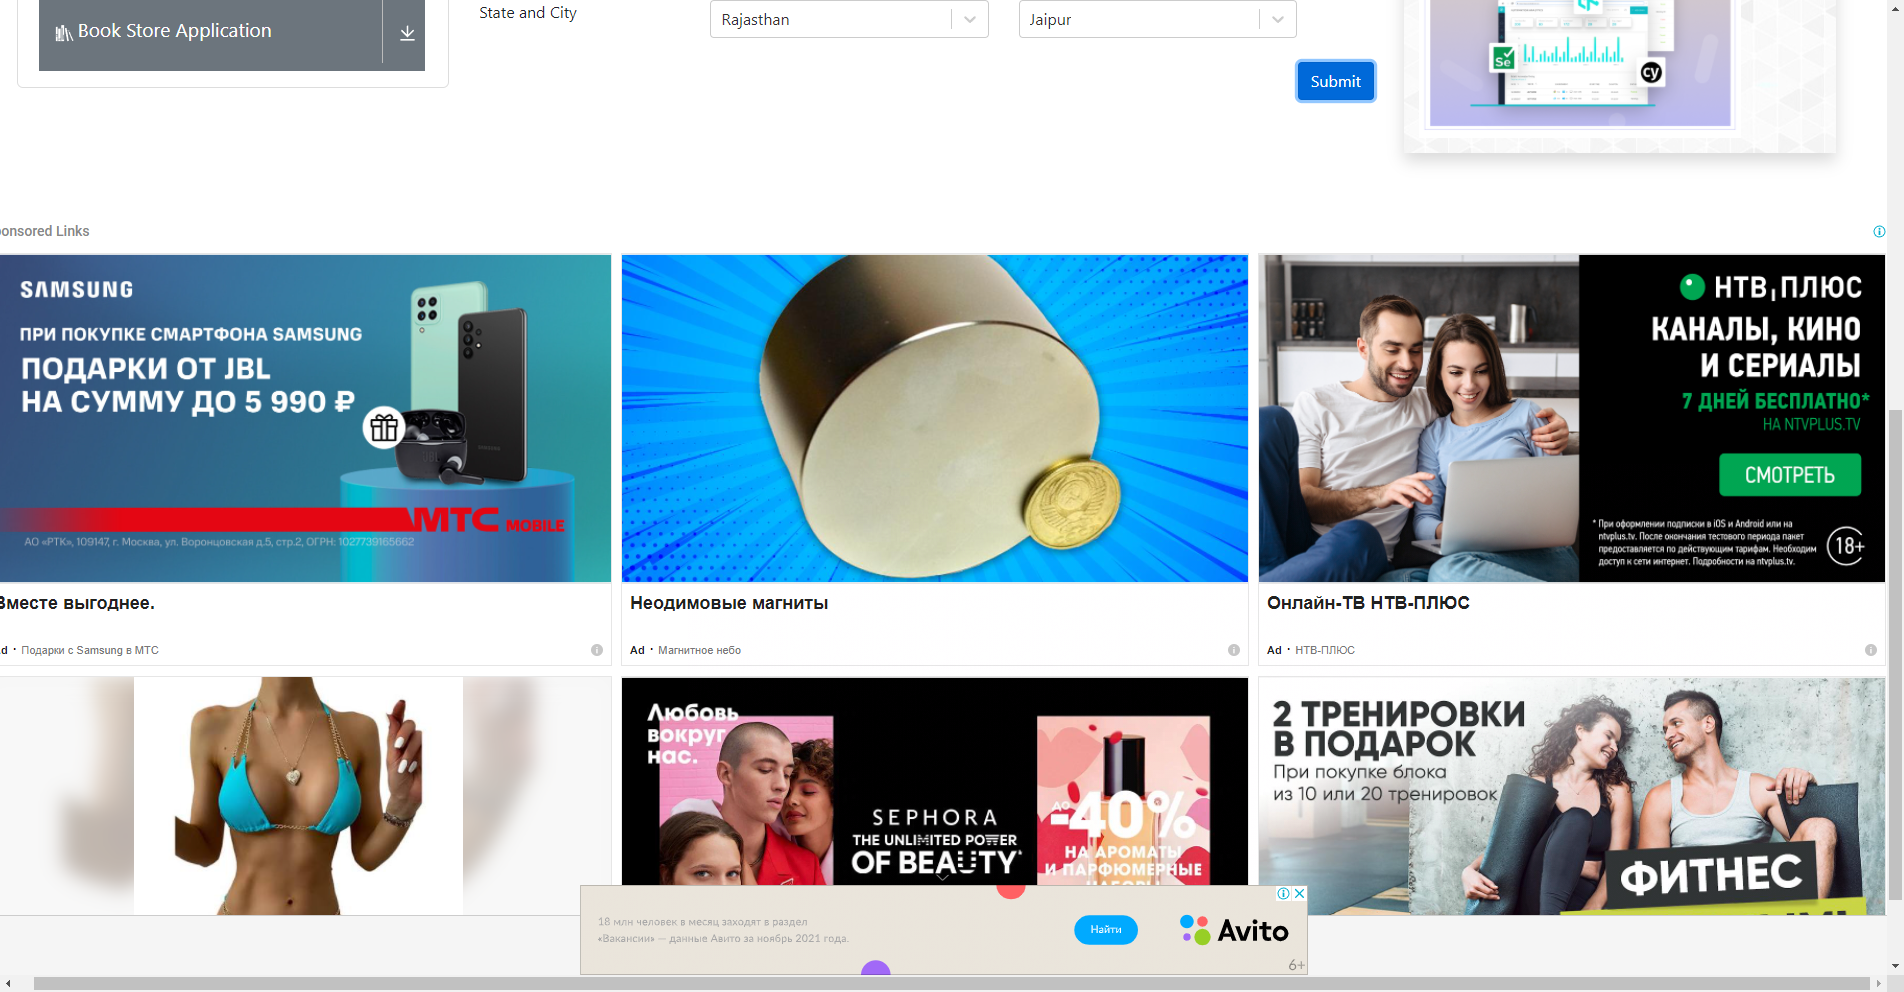 Book Store Application
State and City
Rajasthan
Jaipur
Submit
Se
cy
onsored Links
SAMSUNG
ПРИ ПОКУПКЕ СМАРТФОНА SAMSUNG
ПОДАРКИ ОТ JBL
НА СУММУ ДО 5 990 ₽
JBL
SAMSUNG
МТС MOBILE
АО «РТК», 109147, г. Москва, ул. Воронцовская д.5, стр.2, ОГРН: 1027739165662
Вместе выгоднее.
d · Подарки с Samsung в МТС
Неодимовые магниты
Ad · Магнитное небо
НТВ ПЛЮС
КАНАЛЫ, КИНО
И СЕРИАЛЫ
7 ДНЕЙ БЕСПЛАТНО*
НА NTVPLUS.TV
СМОТРЕТЬ
* При оформлении подписки в iOS и Android или на
ntvplus.tv. После окончания тестового периода пакет
предоставляется по действующим тарифам. Необходим
доступ к сети интернет. Подробности на ntvplus.tv.
18+
Онлайн-ТВ НТВ-ПЛЮС
Ad · НТВ-ПЛЮС
Любовь
вокруг
нас.
SEPHORA
THE UNLIMITED POWER
OF BEAUTY*
ДО
-40%
НА АРОМАТЫ
И ПАРФЮМЕРНЫЕ
НАБОРЫ
2 ТРЕНИРОВКИ
В ПОДАРОК
При покупке блока
из 10 или 20 тренировок
ФИТНЕС
18 млн человек в месяц заходят в раздел
«Вакансии» — данные Авито за ноябрь 2021 года.
Найти
Avito
6+